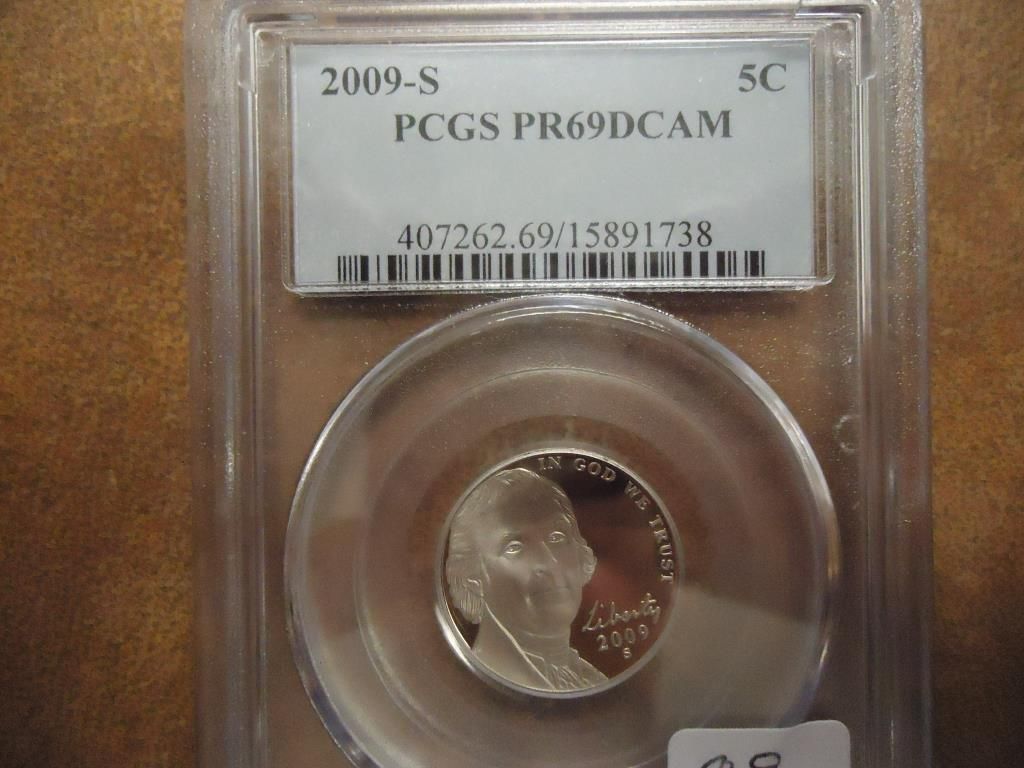 2009-S 5C
PCGS PR69DCAM
407262.69/15891738
IN GOD WE TRUST
Liberty
2009
S